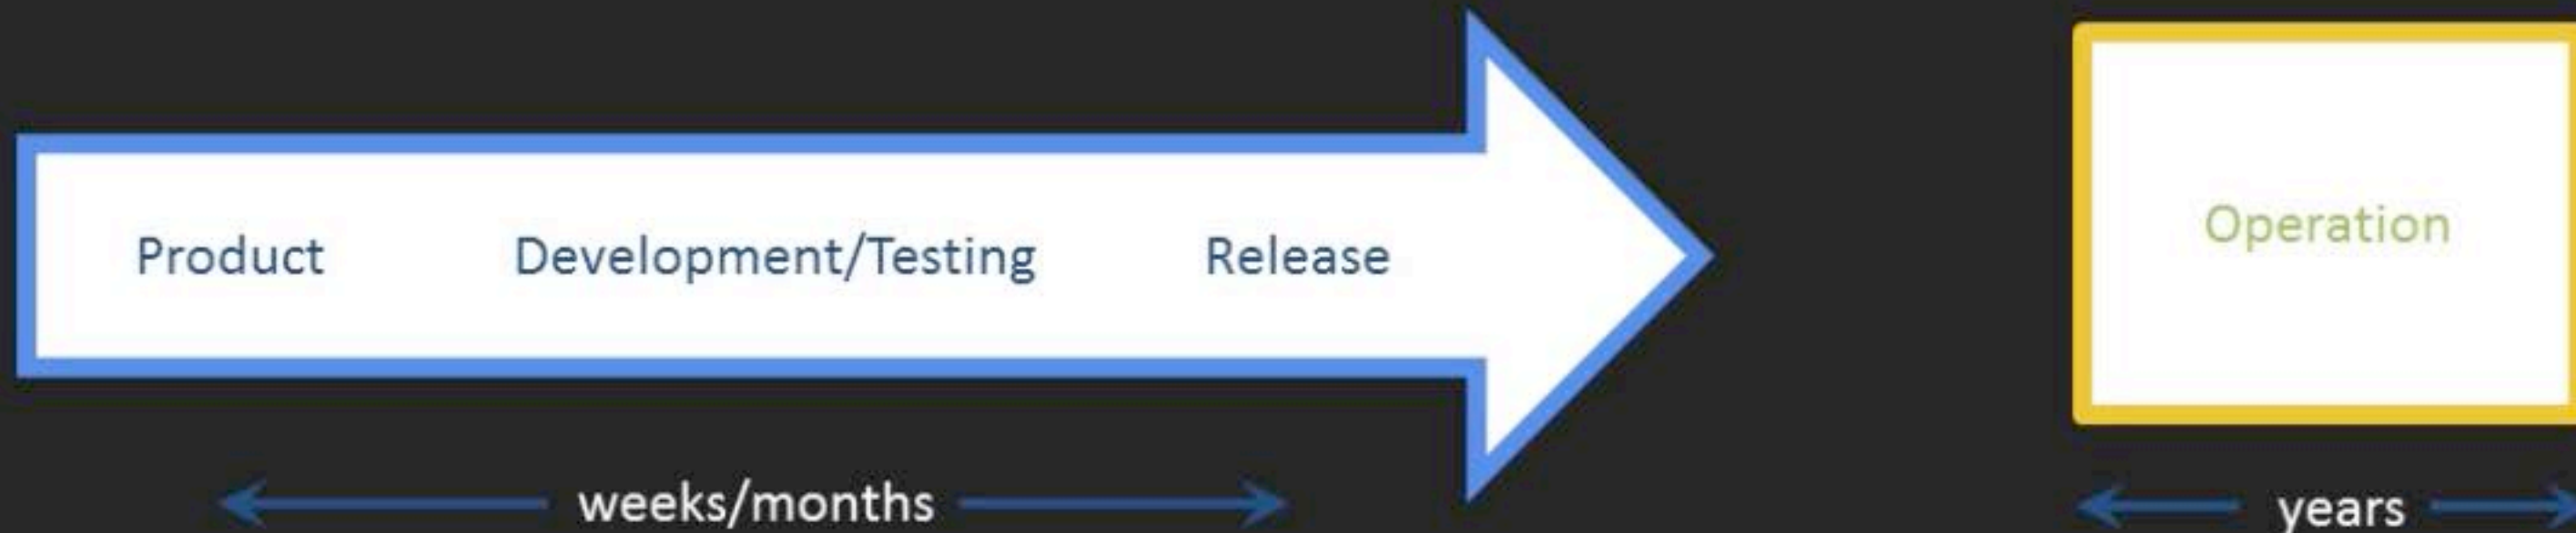 Product Development/Testing Release
Operation
weeks/months
years